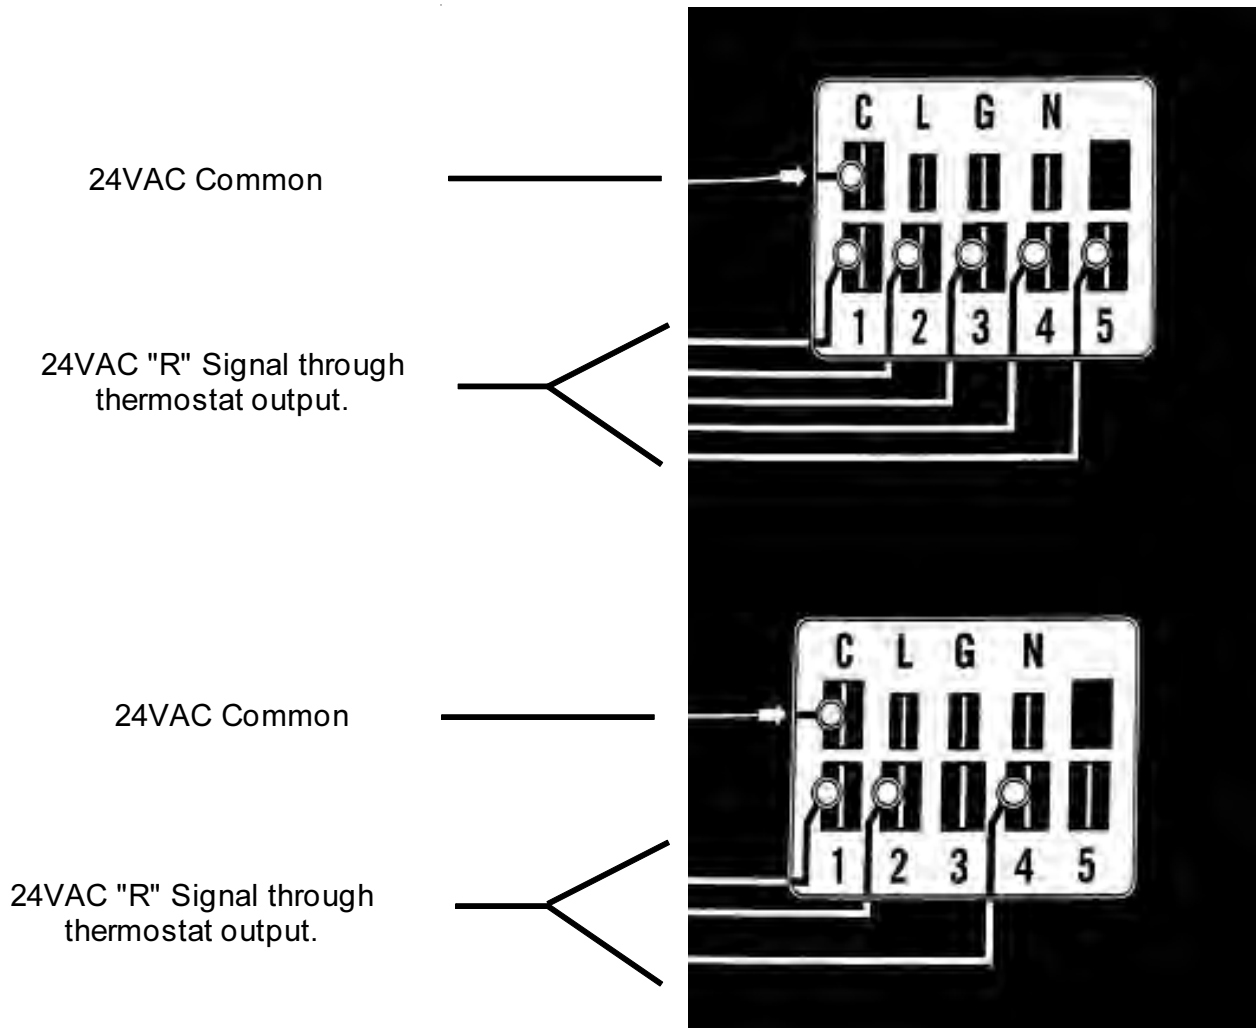 C L G N
24VAC Common
1 2 3 4 5
24VAC "R" Signal through
thermostat output.
C L G N
24VAC Common
1 2 3 4 5
24VAC "R" Signal through
thermostat output.